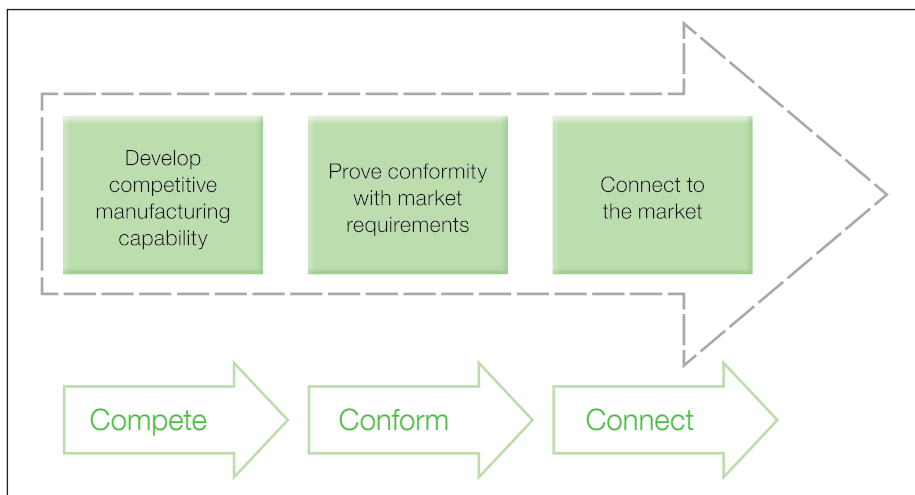 Develop
competitive
manufacturing
capability
Prove conformity
with market
requirements
Connect to
the market
Compete
Conform
Connect